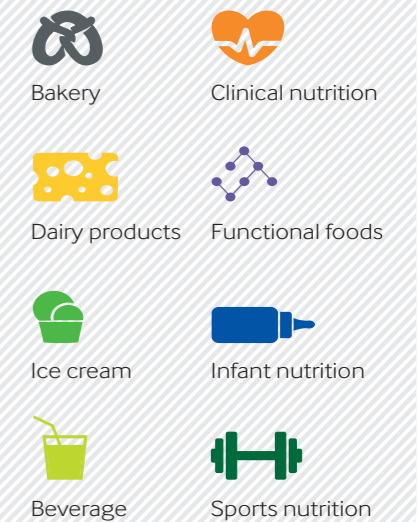 Bakery
Clinical nutrition
Dairy products
Functional foods
Ice cream
Infant nutrition
Beverage
Sports nutrition